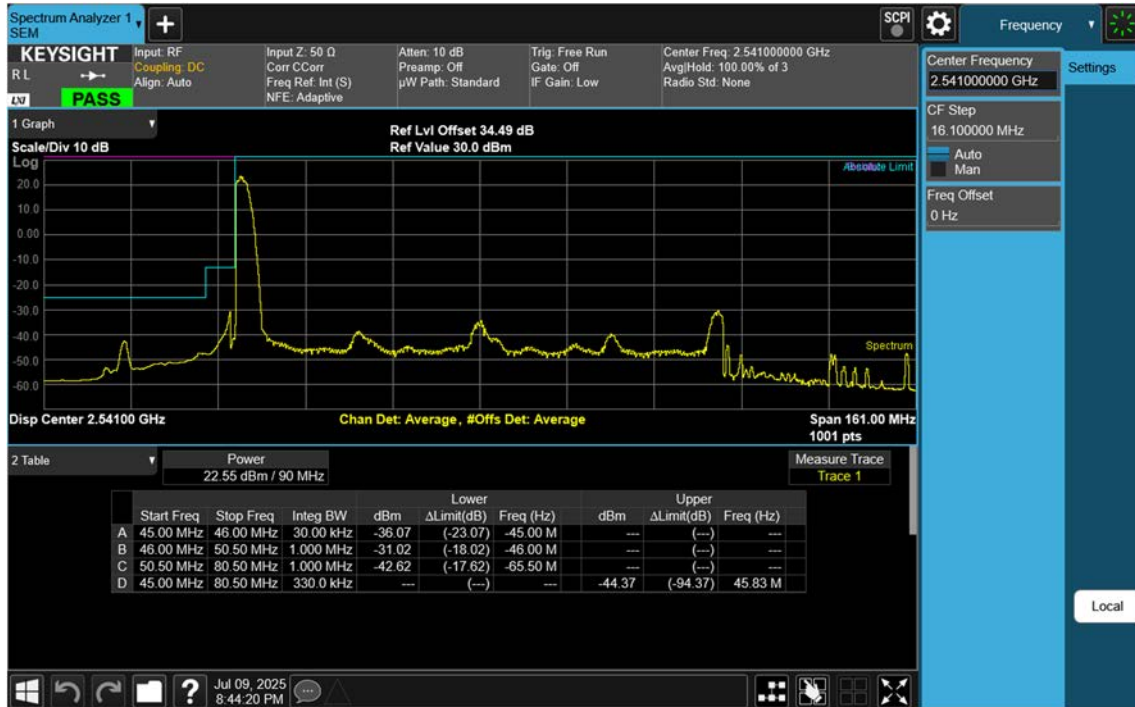 Spectrum Analyzer 1
SEM
SCPI
Frequency
KEYSIGHT
R L
LXI
PASS
Input: RF
Coupling: DC
Align: Auto
Input Z: 50 Ω
Corr CCorr
Freq Ref: Int (S)
NFE: Adaptive
Atten: 10 dB
Preamp: Off
µW Path: Standard
Trig: Free Run
Gate: Off
IF Gain: Low
Center Freq: 2.541000000 GHz
Avg|Hold: 100.00% of 3
Radio Std: None
Center Frequency
2.541000000 GHz
Settings
CF Step
16.100000 MHz
Auto
Man
Freq Offset
0 Hz
Local
1 Graph
Scale/Div 10 dB
Ref Lvl Offset 34.49 dB
Ref Value 30.0 dBm
Log
Absolute Limit
20.0
10.0
0.00
-10.0
-20.0
-30.0
-40.0
-50.0
-60.0
Spectrum
Disp Center 2.54100 GHz
Chan Det: Average, #Offs Det: Average
Span 161.00 MHz
1001 pts
2 Table
Power
22.55 dBm / 90 MHz
Measure Trace
Trace 1
Lower Upper
Start Freq Stop Freq Integ BW dBm ΔLimit(dB) Freq (Hz) dBm ΔLimit(dB) Freq (Hz)
A 45.00 MHz 46.00 MHz 30.00 kHz -36.07 (-23.07) -45.00 M --- (---) ---
B 46.00 MHz 50.50 MHz 1.000 MHz -31.02 (-18.02) -46.00 M --- (---) ---
C 50.50 MHz 80.50 MHz 1.000 MHz -42.62 (-17.62) -65.50 M --- (---) ---
D 45.00 MHz 80.50 MHz 330.0 kHz --- (---) --- -44.37 (-94.37) 45.83 M
?
Jul 09, 2025
8:44:20 PM